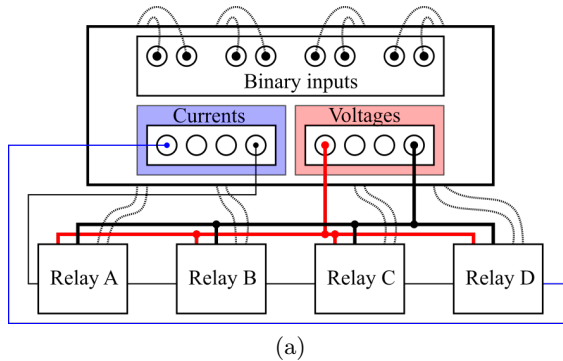 Binary inputs
Currents
Voltages
Relay A
Relay B
Relay C
Relay D
(a)